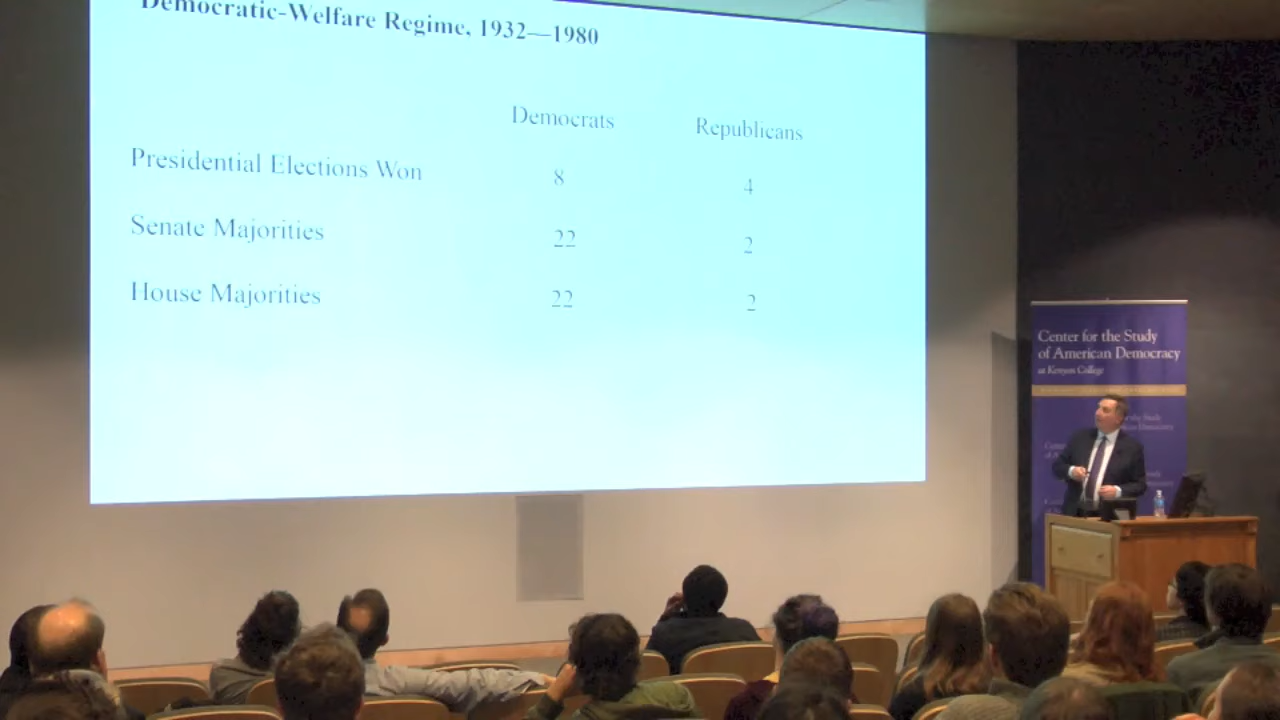 Democratic-Welfare Regime, 1932—1980
Democrats Republicans
Presidential Elections Won 8 4
Senate Majorities 22 2
House Majorities 22 2
Center for the Study
of American Democracy
at Kenyon College